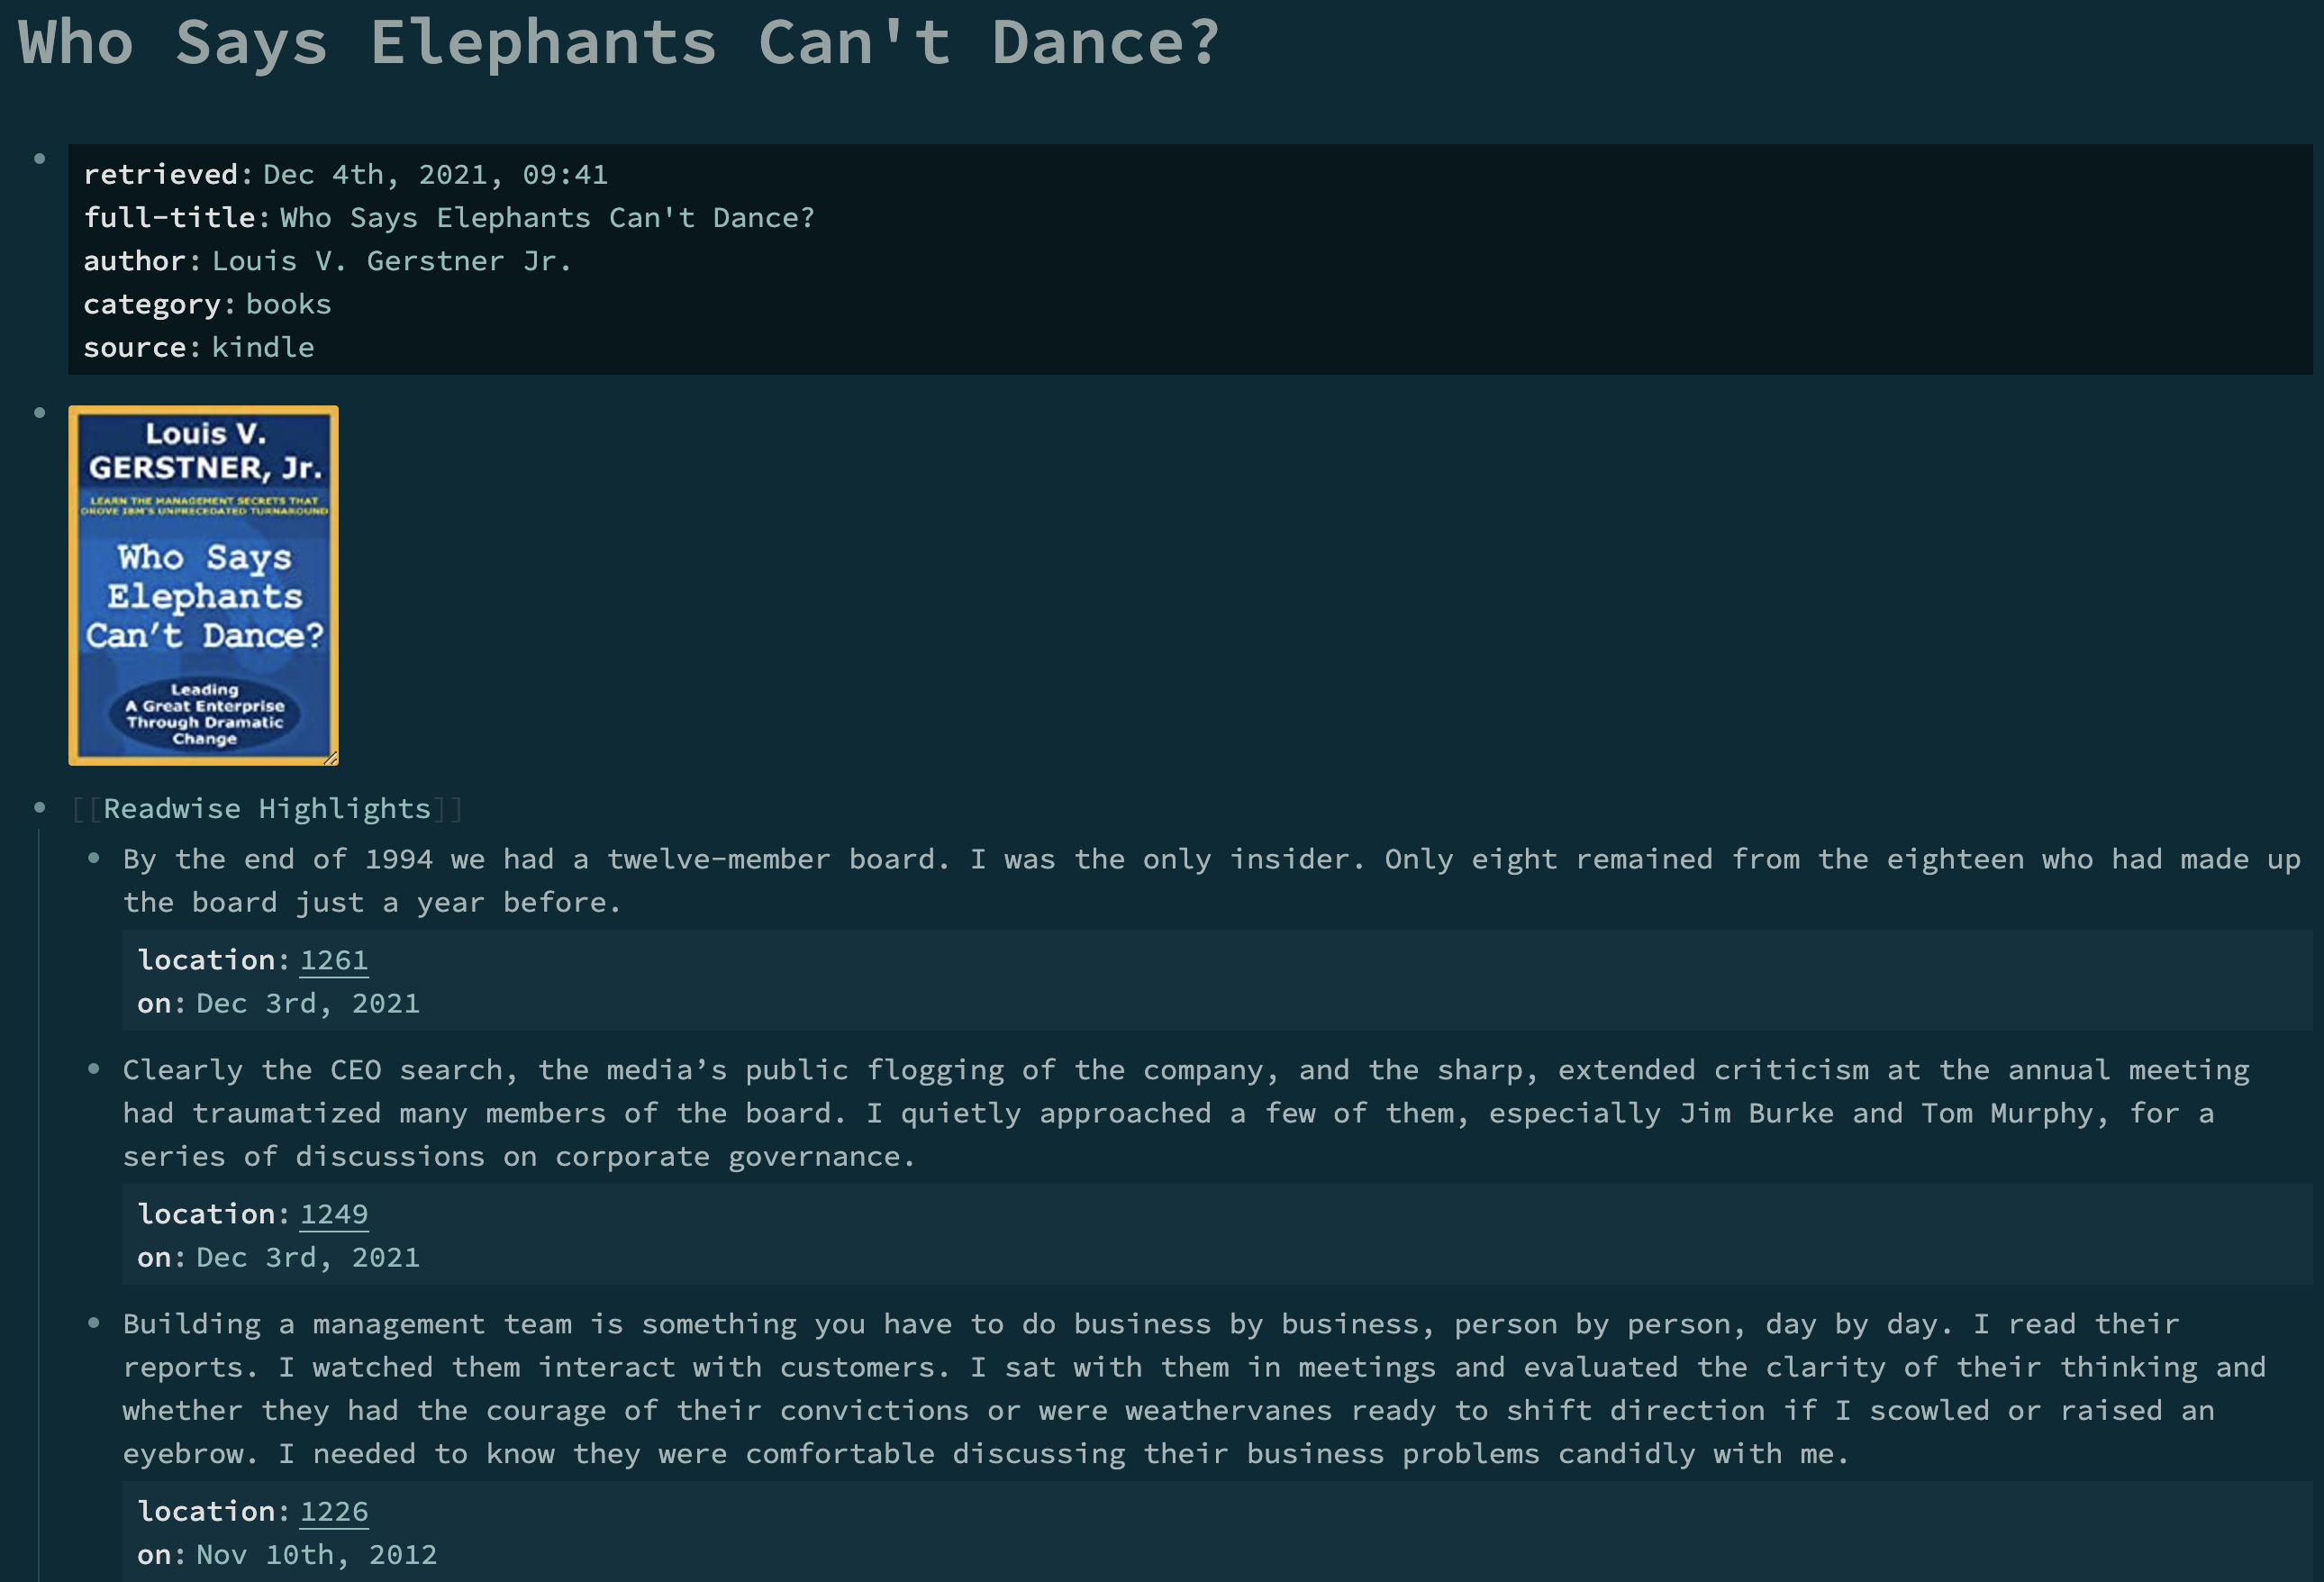 Who Says Elephants Can't Dance?
retrieved: Dec 4th, 2021, 09:41
full-title: Who Says Elephants Can't Dance?
author: Louis V. Gerstner Jr.
category: books
source: kindle
Louis V.
GERSTNER, Jr.
LEARN THE MANAGEMENT SECRETS THAT
DROVE IBM'S UNPRECEDATED TURNAROUND
Who Says
Elephants
Can't Dance?
Leading
A Great Enterprise
Through Dramatic
Change
[[Readwise Highlights]]
By the end of 1994 we had a twelve-member board. I was the only insider. Only eight remained from the eighteen who had made up
the board just a year before.
location: 1261
on: Dec 3rd, 2021
Clearly the CEO search, the media’s public flogging of the company, and the sharp, extended criticism at the annual meeting
had traumatized many members of the board. I quietly approached a few of them, especially Jim Burke and Tom Murphy, for a
series of discussions on corporate governance.
location: 1249
on: Dec 3rd, 2021
Building a management team is something you have to do business by business, person by person, day by day. I read their
reports. I watched them interact with customers. I sat with them in meetings and evaluated the clarity of their thinking and
whether they had the courage of their convictions or were weathervanes ready to shift direction if I scowled or raised an
eyebrow. I needed to know they were comfortable discussing their business problems candidly with me.
location: 1226
on: Nov 10th, 2012